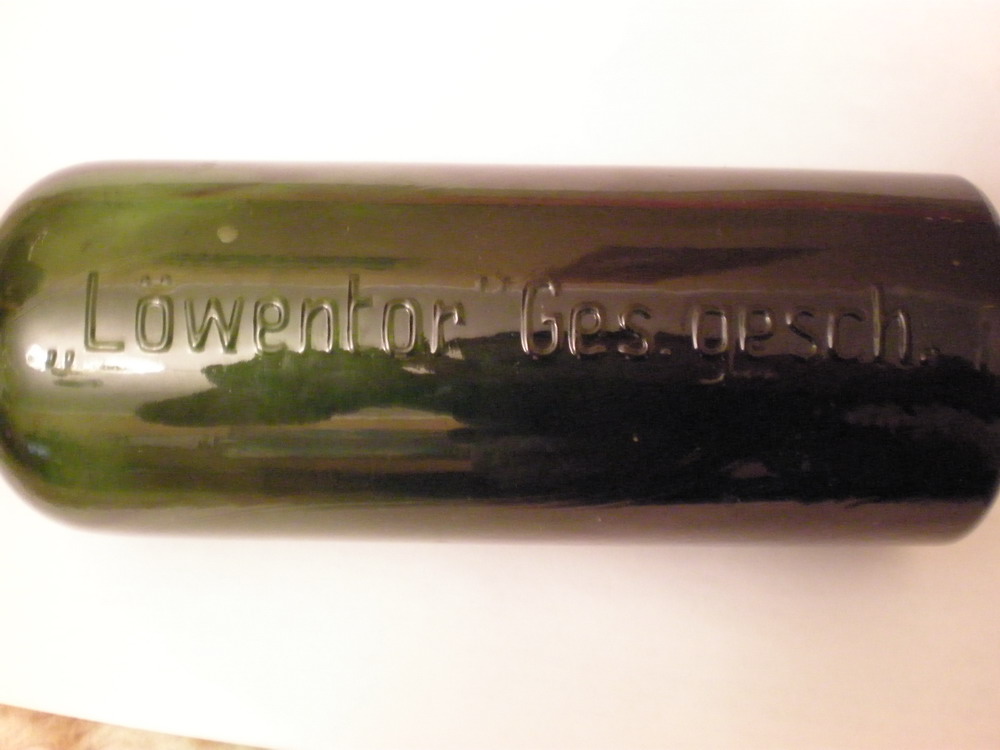 „Löwentor“ Ges. gesch.